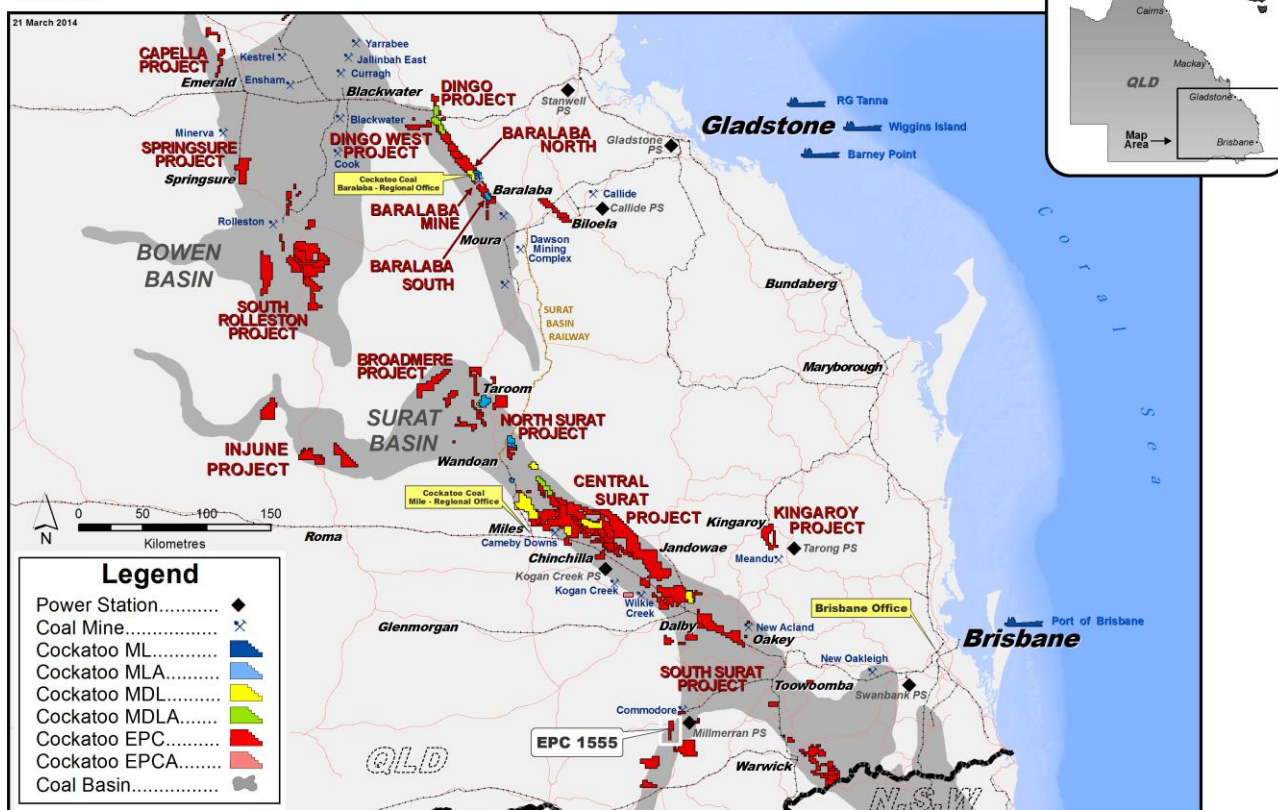 21 March 2014
CAPELLA
PROJECT
Emerald
Kestrel
Ensham
Yarrabee
Jallinbah East
Curragh
Blackwater
Blackwater
DINGO
PROJECT
Stanwell
PS
Minerva
SPRINGSURE
PROJECT
Springsure
DINGO WEST
PROJECT
Cook
BARALABA
NORTH
Cockatoo Coal
Baralaba - Regional Office
Baralaba
BARALABA
MINE
Moura
BARALABA
SOUTH
Gladstone
PS
Gladstone
RG Tanna
Wiggins Island
Barney Point
Callide
Callide PS
Biloela
Dawson
Mining
Complex
Rolleston
BOWEN
BASIN
SOUTH
ROLLESTON
PROJECT
SURAT
BASIN
RAILWAY
Bundaberg
Maryborough
Coral Sea
BROADMERE
PROJECT
Taroom
SURAT
BASIN
NORTH SURAT
PROJECT
INJUNE
PROJECT
Wandoan
Cockatoo Coal
Mile - Regional Office
CENTRAL
SURAT
PROJECT
Miles
Cameby Downs
Roma
Chinchilla
Kogan Creek PS
Kogan Creek
Wilkie
Creek
Jandowae
Kingaroy
KINGAROY
PROJECT
Tarong PS
Meandu
Glenmorgan
Dalby
New Acland
Oakey
Brisbane Office
Brisbane
Port of Brisbane
SOUTH SURAT
PROJECT
Toowoomba
New Oakleigh
Swanbank PS
Commodore
Millmerran PS
EPC 1555
Warwick
QLD
N.S.W
N
0 50 100 150
Kilometres
Legend
Power Station...........
Coal Mine.................
Cockatoo ML...........
Cockatoo MLA.........
Cockatoo MDL.........
Cockatoo MDLA.......
Cockatoo EPC..........
Cockatoo EPCA........
Coal Basin...............
Cairns
Mackay
QLD
Gladstone
Map
Area
Brisbane